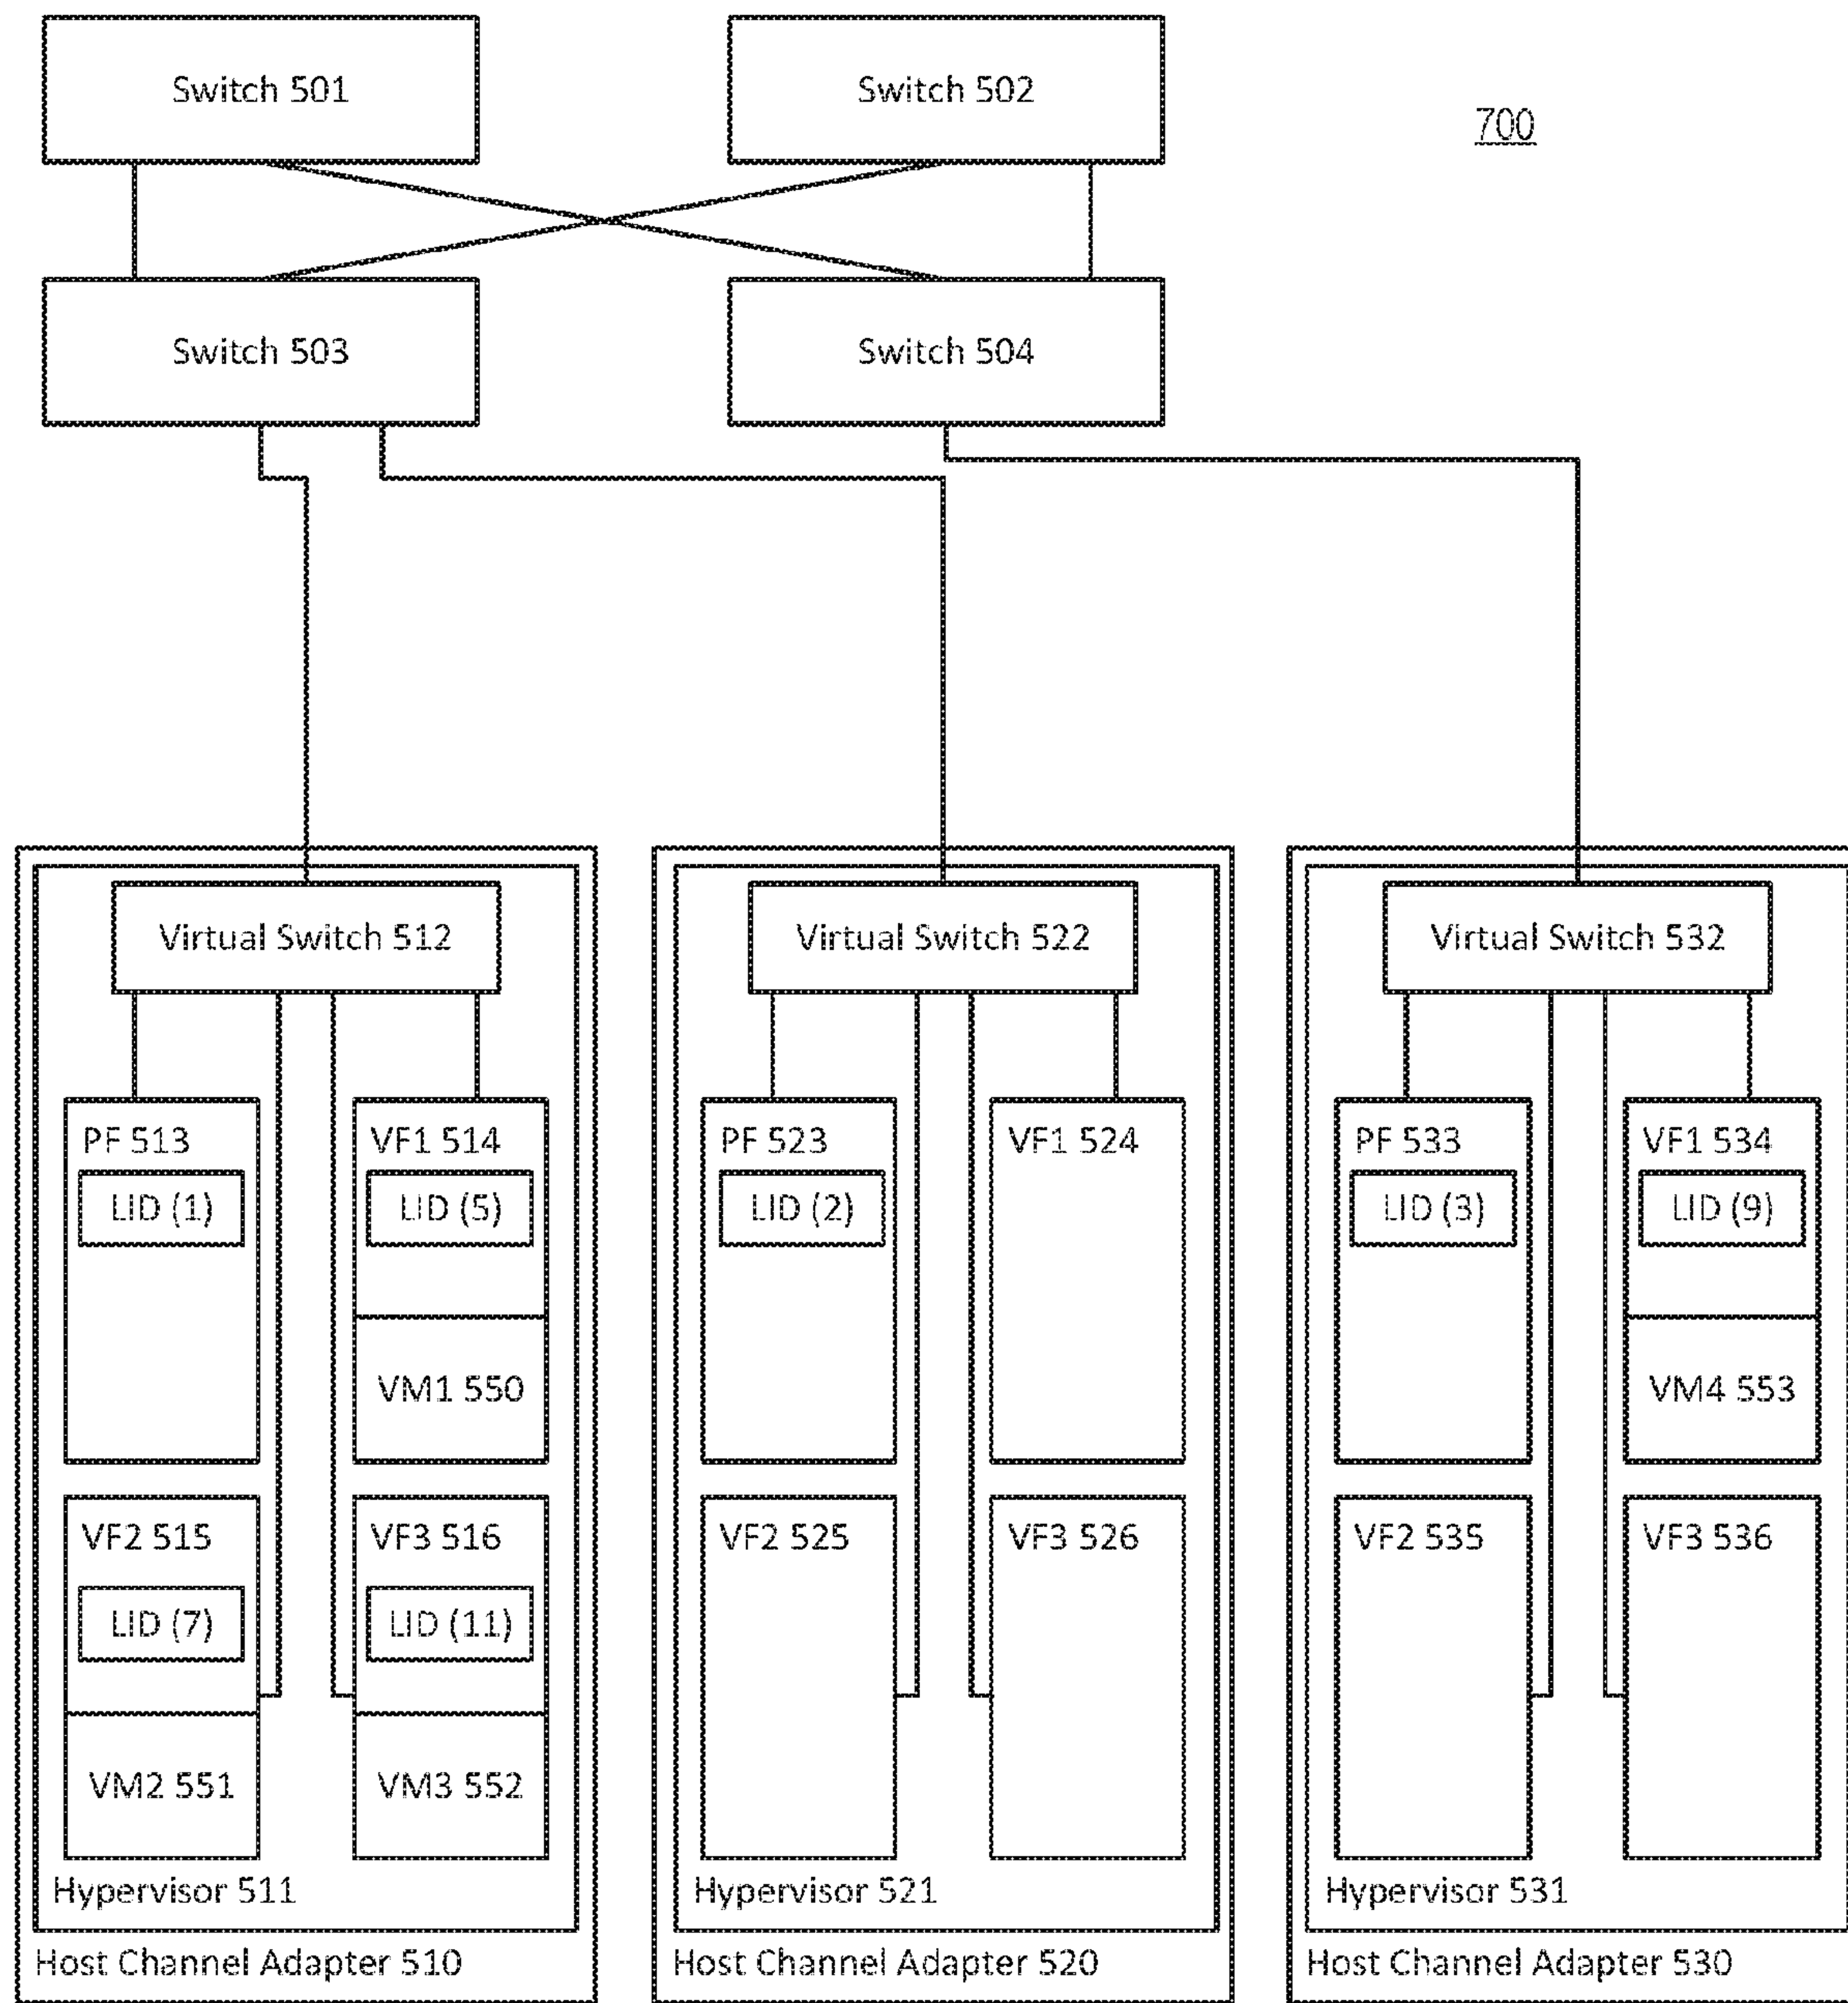 Switch 501
Switch 502
700
Switch 503
Switch 504
Virtual Switch 512
Virtual Switch 522
Virtual Switch 532
PF 513
LID (1)
VF1 514
LID (5)
VM1 550
PF 523
LID (2)
VF1 524
PF 533
LID (3)
VF1 534
LID (9)
VM4 553
VF2 515
LID (7)
VM2 551
VF3 516
LID (11)
VM3 552
VF2 525
VF3 526
VF2 535
VF3 536
Hypervisor 511
Hypervisor 521
Hypervisor 531
Host Channel Adapter 510
Host Channel Adapter 520
Host Channel Adapter 530